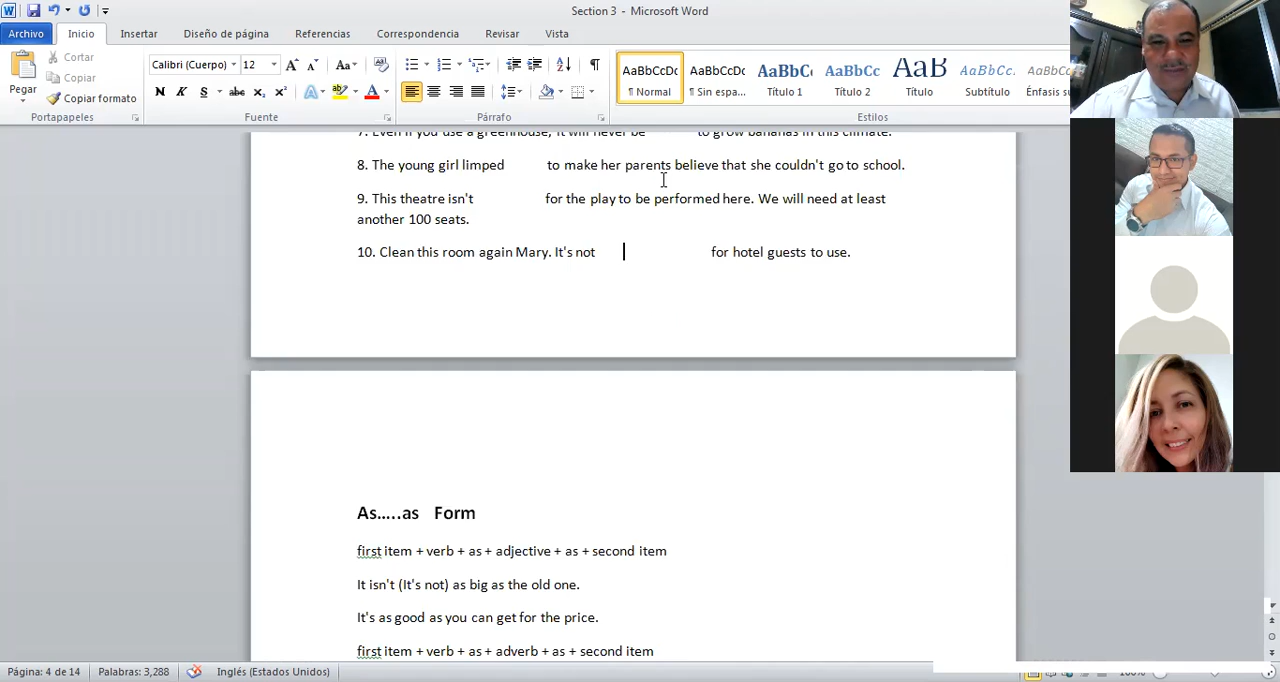 Section 3 - Microsoft Word
Archivo Inicio Insertar Diseño de página Referencias Correspondencia Revisar Vista
Pegar
Cortar
Copiar
Copiar formato
Portapapeles
Calibri (Cuerpo) 12
Fuente
Párrafo
AaBbCcDc AaBbCcDc AaBbC AaBbCc AaB AaBbCc. AaBbCc
¶ Normal ¶ Sin espa... Título 1 Título 2 Título Subtítulo Énfasis
Estilos
7. Even if you use a greenhouse, it will never be to grow bananas in this climate.
8. The young girl limped to make her parents believe that she couldn't go to school.
9. This theatre isn't for the play to be performed here. We will need at least
another 100 seats.
10. Clean this room again Mary. It's not for hotel guests to use.
As.....as Form
first item + verb + as + adjective + as + second item
It isn't (It's not) as big as the old one.
It's as good as you can get for the price.
first item + verb + as + adverb + as + second item
Página: 4 de 14 Palabras: 3,288 Inglés (Estados Unidos)